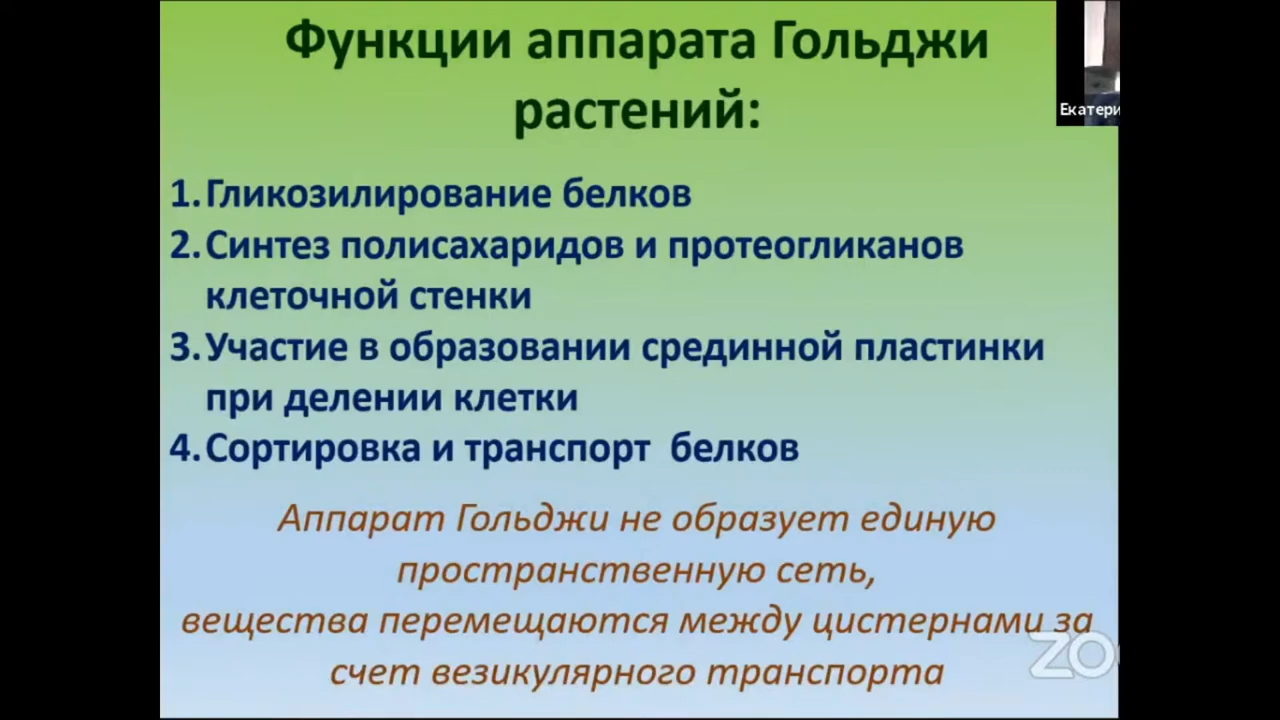 Функции аппарата Гольджи
растений:
Екатери
1. Гликозилирование белков
2. Синтез полисахаридов и протеогликанов
клеточной стенки
3. Участие в образовании срединной пластинки
при делении клетки
4. Сортировка и транспорт белков
Аппарат Гольджи не образует единую
пространственную сеть,
вещества перемещаются между цистернами за
счет везикулярного транспорта
ZO